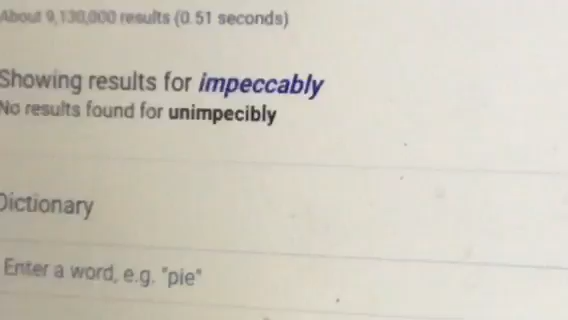 About 9,130,000 results (0.51 seconds)
Showing results for impeccably
No results found for unimpecibly
Dictionary
Enter a word, e.g. "pie"